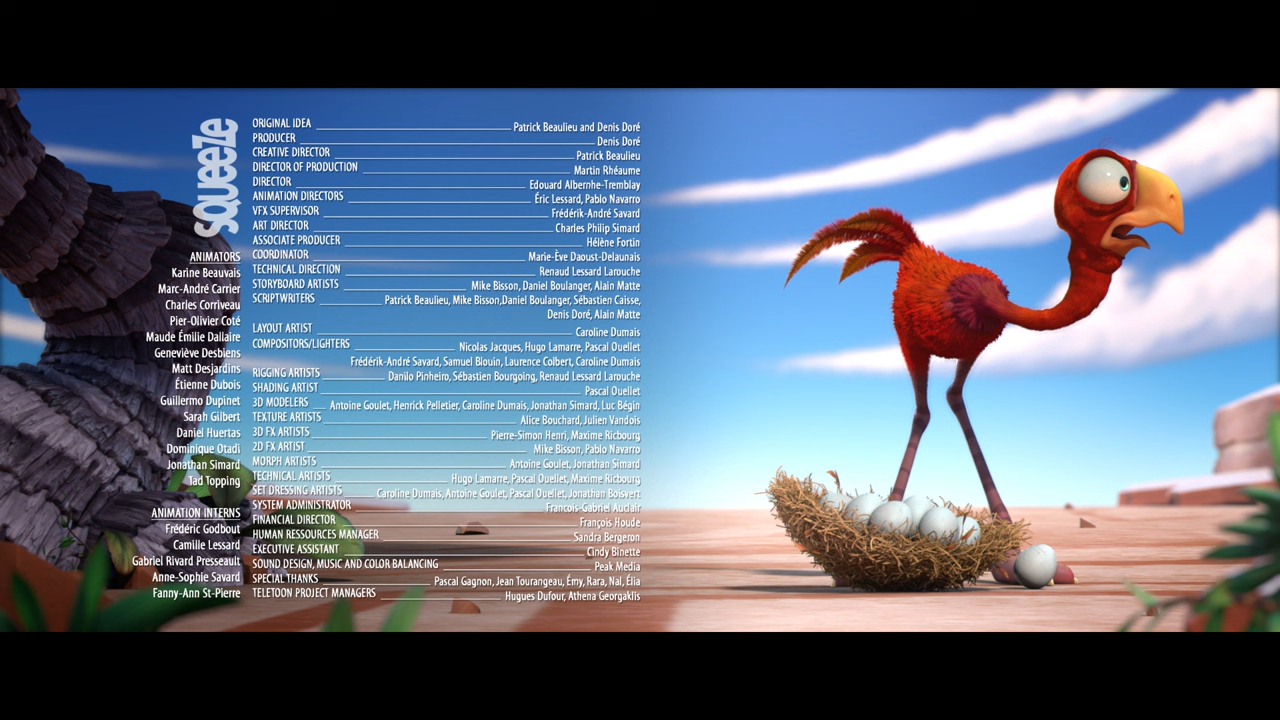 squeeze
ANIMATORS
Karine Beauvais
Marc-André Carrier
Charles Corriveau
Pier-Olivier Coté
Maude Émilie Dallaire
Geneviève Desbiens
Matt Desjardins
Étienne Dubois
Guillermo Dupinet
Sarah Gilbert
Daniel Huertas
Dominique Otadi
Jonathan Simard
Tad Topping
ANIMATION INTERNS
Frédéric Godbout
Camille Lessard
Gabriel Rivard Presseault
Anne-Sophie Savard
Fanny-Ann St-Pierre
ORIGINAL IDEA Patrick Beaulieu and Denis Doré
PRODUCER Denis Doré
CREATIVE DIRECTOR Patrick Beaulieu
DIRECTOR OF PRODUCTION Martin Rhéaume
DIRECTOR Edouard Albernhe-Tremblay
ANIMATION DIRECTORS Éric Lessard, Pablo Navarro
VFX SUPERVISOR Frédérik-André Savard
ART DIRECTOR Charles Philip Simard
ASSOCIATE PRODUCER Hélène Fortin
COORDINATOR Marie-Ève Daoust-Delaunais
TECHNICAL DIRECTION Renaud Lessard Larouche
STORYBOARD ARTISTS Mike Bisson, Daniel Boulanger, Alain Matte
SCRIPTWRITERS Patrick Beaulieu, Mike Bisson,Daniel Boulanger, Sébastien Caisse,
Denis Doré, Alain Matte
LAYOUT ARTIST Caroline Dumais
COMPOSITORS/LIGHTERS Nicolas Jacques, Hugo Lamarre, Pascal Ouellet
Frédérik-André Savard, Samuel Blouin, Laurence Colbert, Caroline Dumais
RIGGING ARTISTS Danilo Pinheiro, Sébastien Bourgoing, Renaud Lessard Larouche
SHADING ARTIST Pascal Ouellet
3D MODELERS Antoine Goulet, Henrick Pelletier, Caroline Dumais, Jonathan Simard, Luc Bégin
TEXTURE ARTISTS Alice Bouchard, Julien Vandois
3D FX ARTISTS Pierre-Simon Henri, Maxime Ricbourg
2D FX ARTIST Mike Bisson, Pablo Navarro
MORPH ARTISTS Antoine Goulet, Jonathan Simard
TECHNICAL ARTISTS Hugo Lamarre, Pascal Ouellet, Maxime Ricbourg
SET DRESSING ARTISTS Caroline Dumais, Antoine Goulet, Pascal Ouellet, Jonathan Boisvert
SYSTEM ADMINISTRATOR Francois-Gabriel Auclair
FINANCIAL DIRECTOR François Houde
HUMAN RESSOURCES MANAGER Sandra Bergeron
EXECUTIVE ASSISTANT Cindy Binette
SOUND DESIGN, MUSIC AND COLOR BALANCING Peak Media
SPECIAL THANKS Pascal Gagnon, Jean Tourangeau, Émy, Rara, Nal, Élia
TELETOON PROJECT MANAGERS Hugues Dufour, Athena Georgaklis